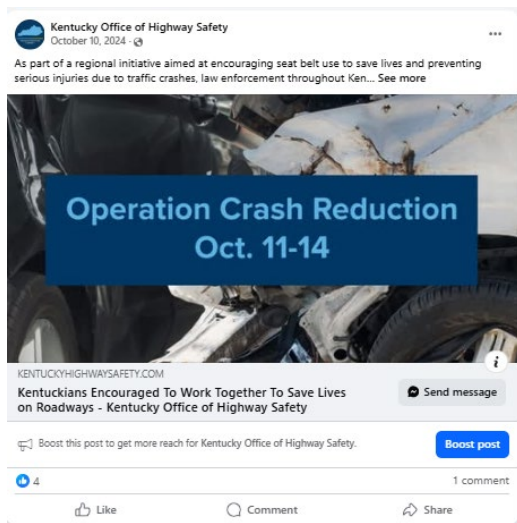 Kentucky Office of Highway Safety
October 10, 2024 ·
As part of a regional initiative aimed at encouraging seat belt use to save lives and preventing
serious injuries due to traffic crashes, law enforcement throughout Ken... See more
Operation Crash Reduction
Oct. 11-14
KENTUCKYHIGHWAYSAFETY.COM
Kentuckians Encouraged To Work Together To Save Lives
on Roadways - Kentucky Office of Highway Safety
Send message
Boost this post to get more reach for Kentucky Office of Highway Safety.
Boost post
4
1 comment
Like
Comment
Share